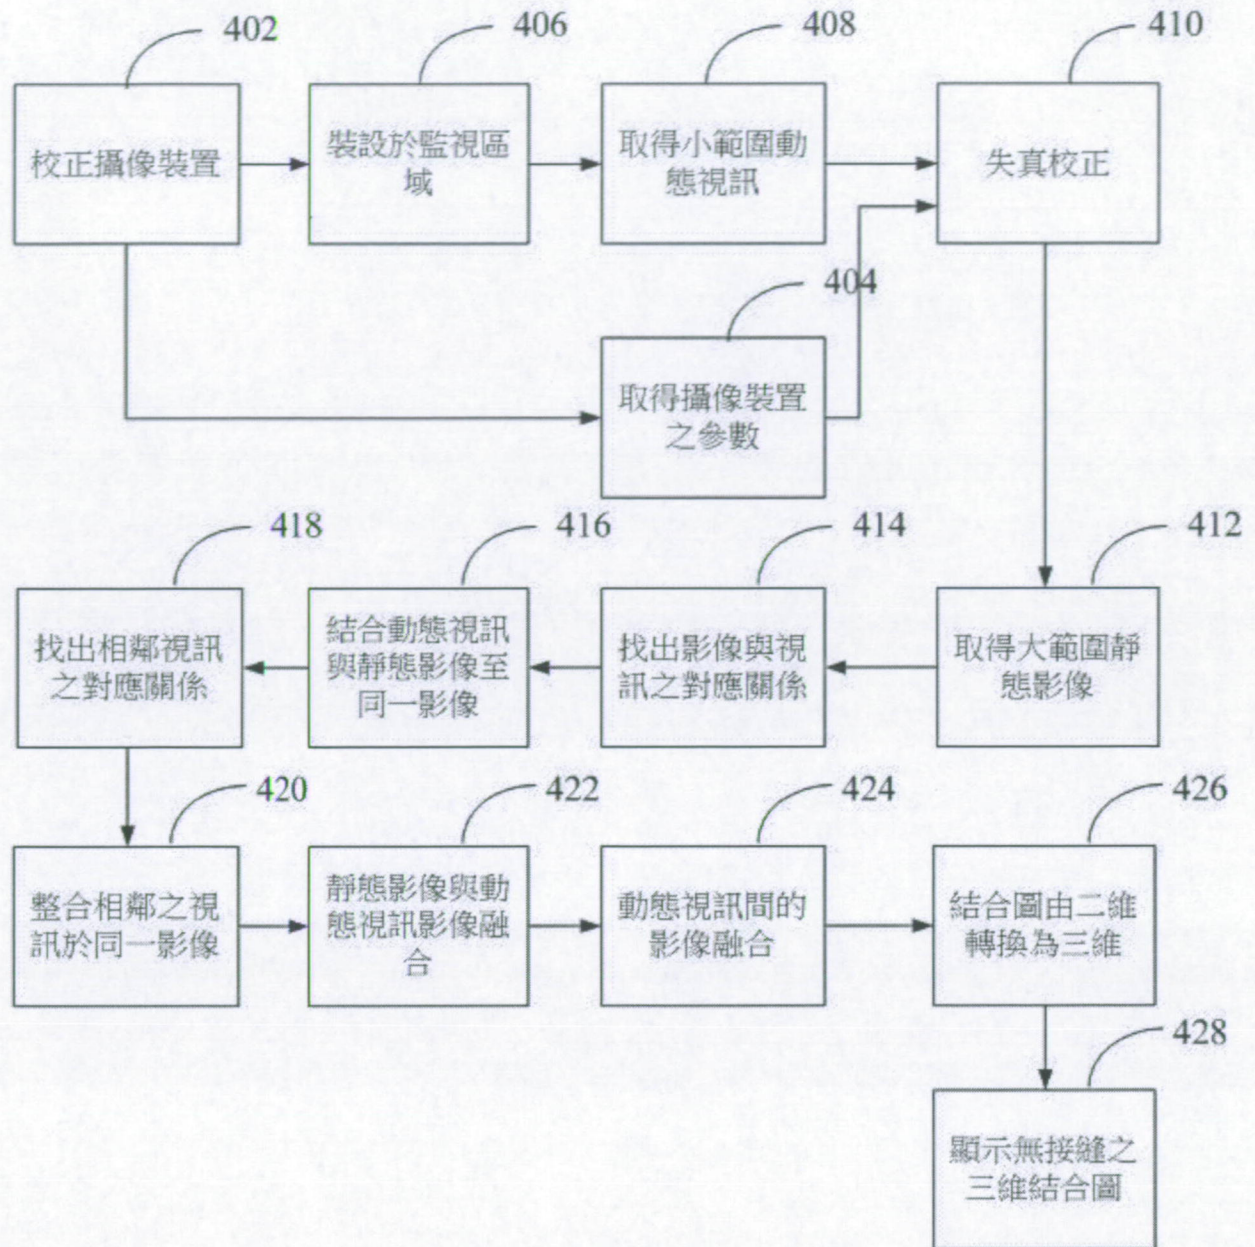 402
406
408
410
校正攝像裝置
裝設於監視區
域
取得小範圍動
態視訊
失真校正
404
取得攝像裝置
之參數
418
416
414
412
找出相鄰視訊
之對應關係
結合動態視訊
與靜態影像至
同一影像
找出影像與視
訊之對應關係
取得大範圍靜
態影像
420
422
424
426
整合相鄰之視
訊於同一影像
靜態影像與動
態視訊影像融
合
動態視訊間的
影像融合
結合圖由二維
轉換為三維
428
顯示無接縫之
三維結合圖